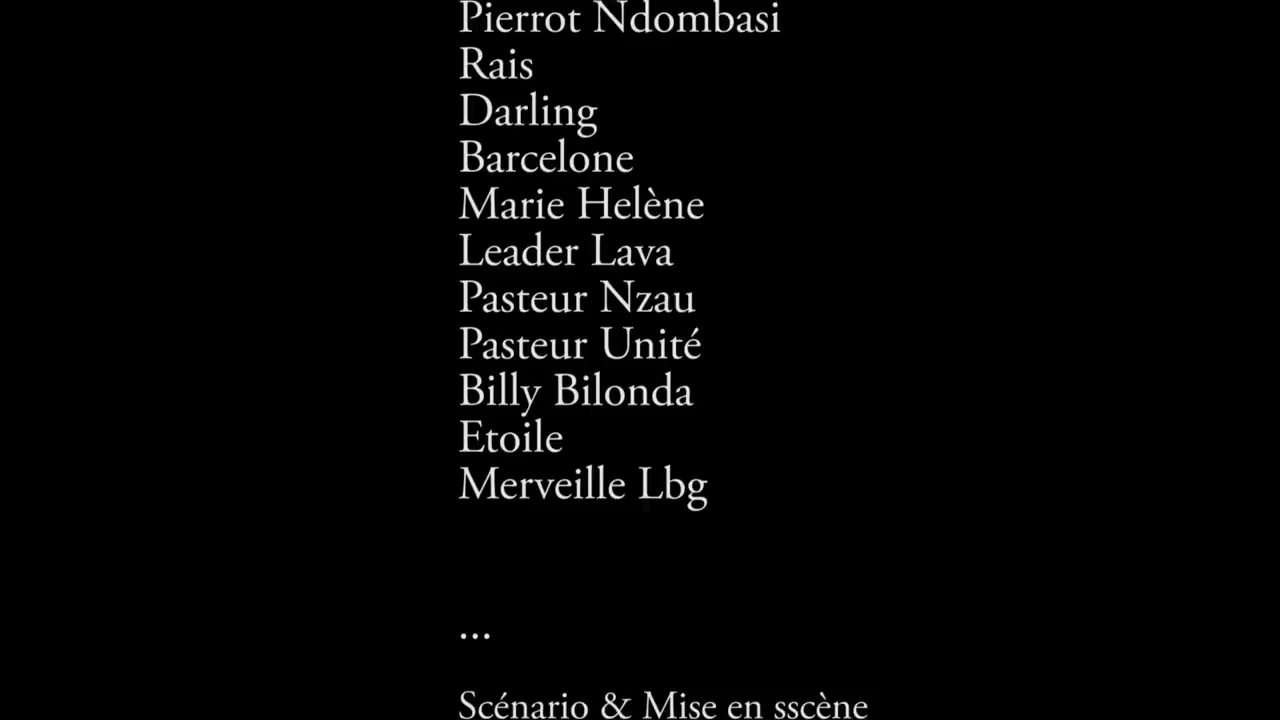 Pierrot Ndombasi
Rais
Darling
Barcelone
Marie Helène
Leader Lava
Pasteur Nzau
Pasteur Unité
Billy Bilonda
Etoile
Merveille Lbg
...
Scénario & Mise en sscène